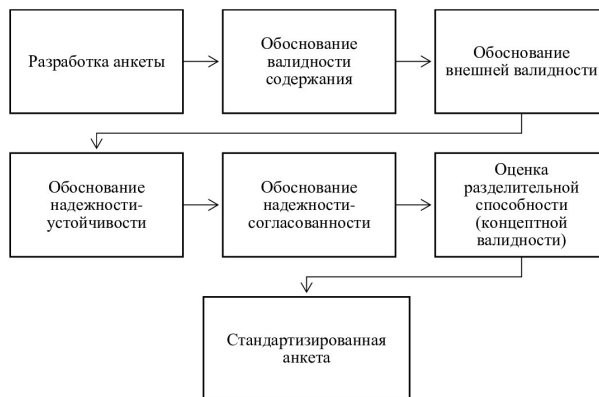 Разработка анкеты
Обоснование
валидности
содержания
Обоснование
внешней валидности
Обоснование
надежности-
устойчивости
Обоснование
надежности-
согласованности
Оценка
разделительной
способности
(концептной
валидности)
Стандартизированная
анкета